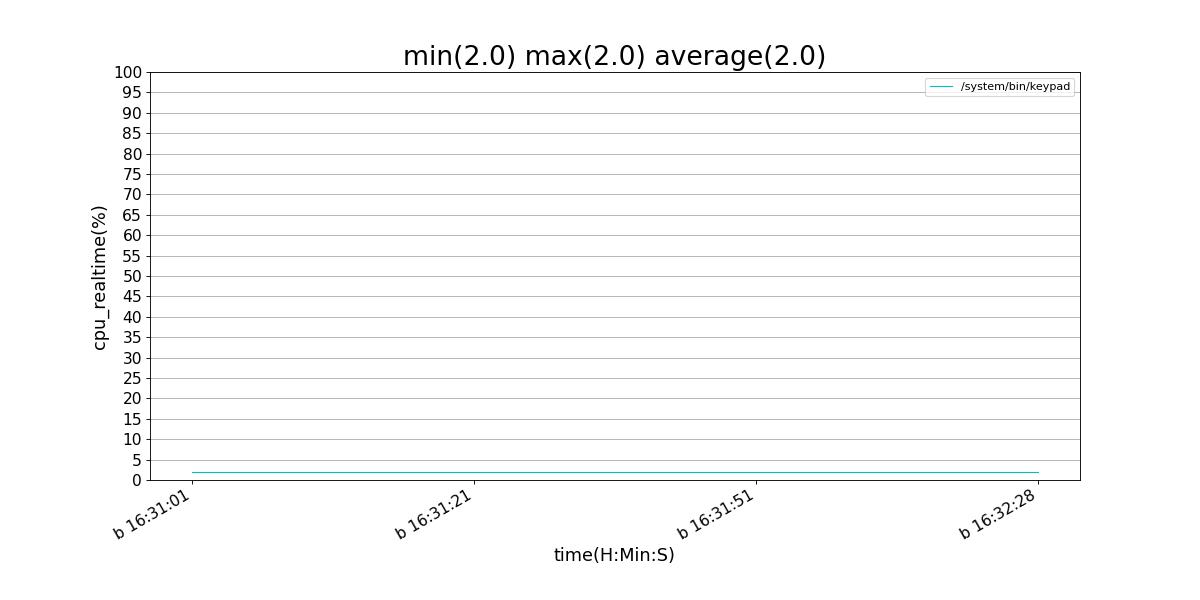 min(2.0) max(2.0) average(2.0)
/system/bin/keypad
100
95
90
85
80
75
70
65
60
55
50
45
40
35
30
25
20
15
10
5
0
cpu_realtime(%)
b 16:31:01
b 16:31:21
b 16:31:51
b 16:32:28
time(H:Min:S)